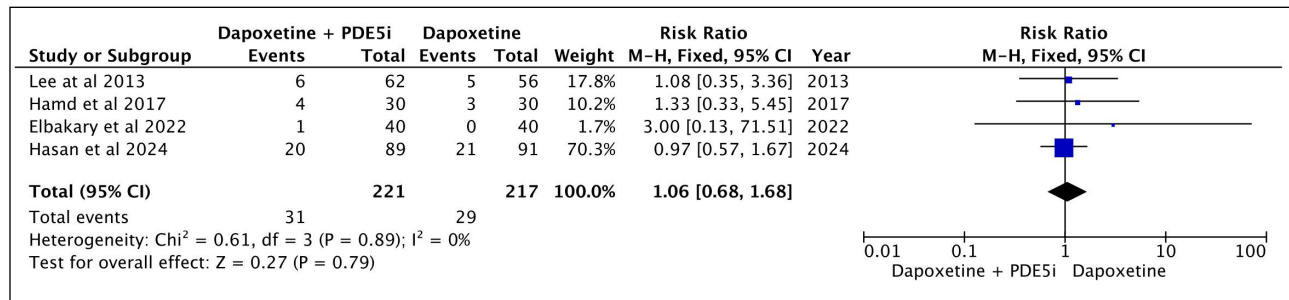 Dapoxetine + PDE5i Dapoxetine Risk Ratio Risk Ratio
Study or Subgroup Events Total Events Total Weight M-H, Fixed, 95% CI Year M-H, Fixed, 95% CI
Lee at al 2013 6 62 5 56 17.8% 1.08 [0.35, 3.36] 2013
Hamd et al 2017 4 30 3 30 10.2% 1.33 [0.33, 5.45] 2017
Elbakary et al 2022 1 40 0 40 1.7% 3.00 [0.13, 71.51] 2022
Hasan et al 2024 20 89 21 91 70.3% 0.97 [0.57, 1.67] 2024
Total (95% CI) 221 217 100.0% 1.06 [0.68, 1.68]
Total events 31 29
Heterogeneity: Chi² = 0.61, df = 3 (P = 0.89); I² = 0%
Test for overall effect: Z = 0.27 (P = 0.79)
0.01 0.1 1 10 100
Dapoxetine + PDE5i Dapoxetine